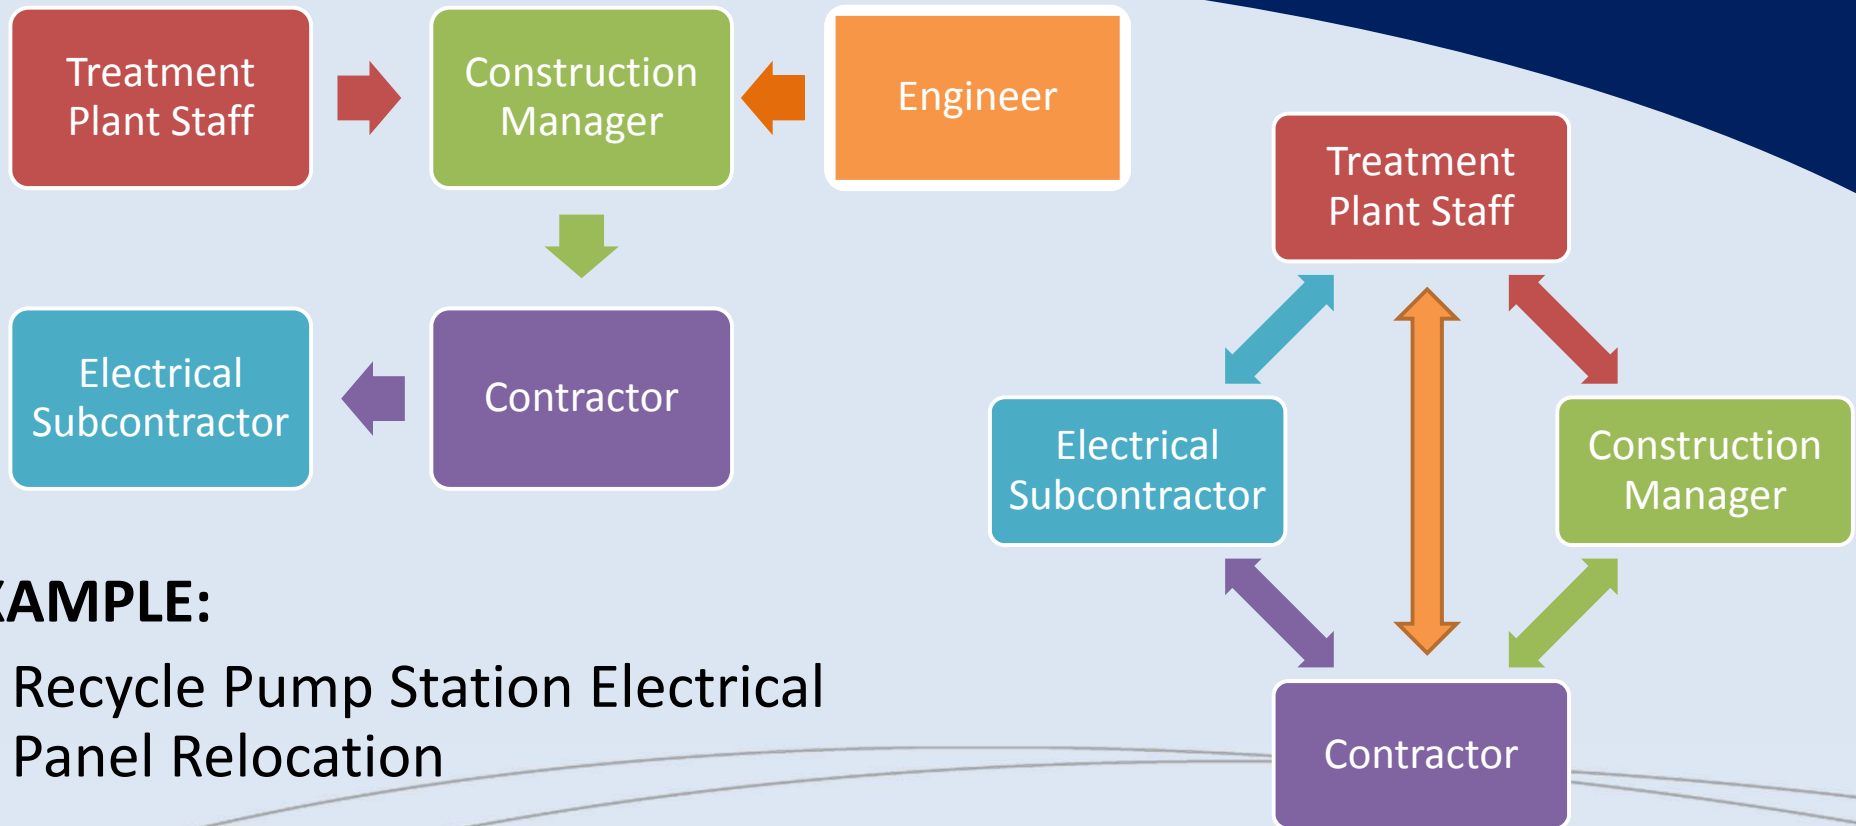 Treatment
Plant Staff
Construction
Manager
Engineer
Electrical
Subcontractor
Contractor
Treatment
Plant Staff
Electrical
Subcontractor
Construction
Manager
Contractor
XAMPLE:
Recycle Pump Station Electrical
Panel Relocation